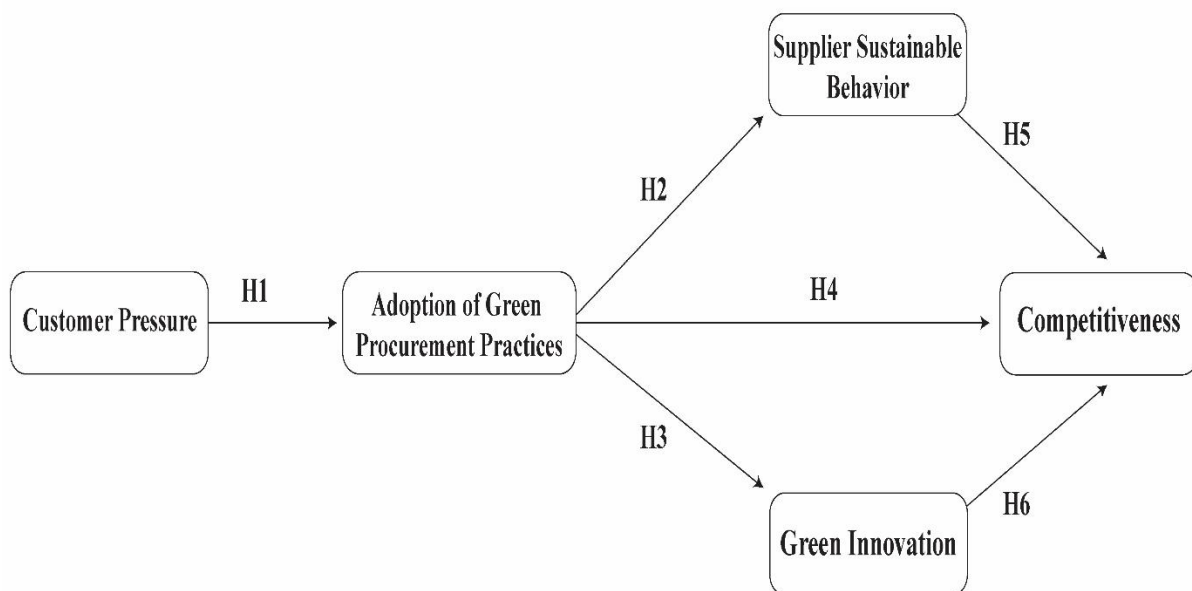 Supplier Sustainable
Behavior
H5
H2
Customer Pressure
H1
Adoption of Green
Procurement Practices
H4
Competitiveness
H3
Green Innovation
H6